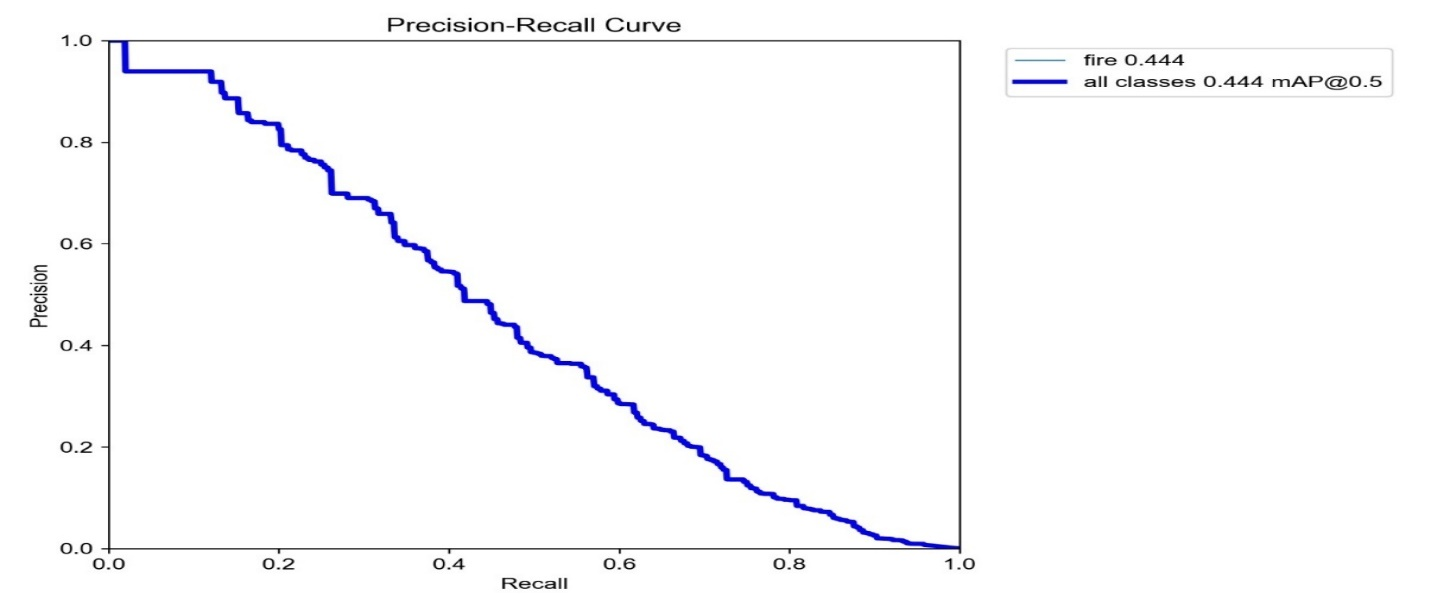 Precision-Recall Curve
1.0
0.8
0.6
0.4
0.2
0.0
Precision
0.0 0.2 0.4 0.6 0.8 1.0
Recall
fire 0.444
all classes 0.444 mAP@0.5